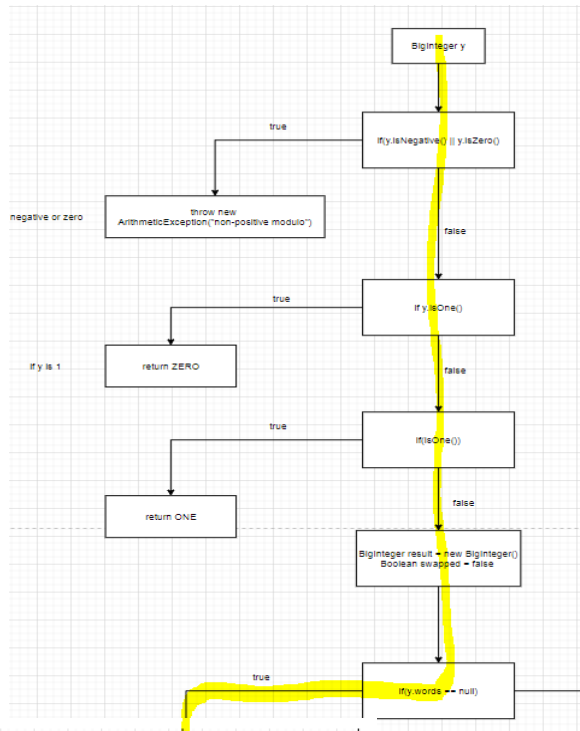 BigInteger y
true
if(y.isNegative() || y.isZero()
negative or zero
throw new
ArithmeticException("non-positive modulo")
false
true
if y.isOne()
if y is 1
return ZERO
false
true
if(isOne())
return ONE
false
BigInteger result = new BigInteger()
Boolean swapped = false
true
if(y.words == null)